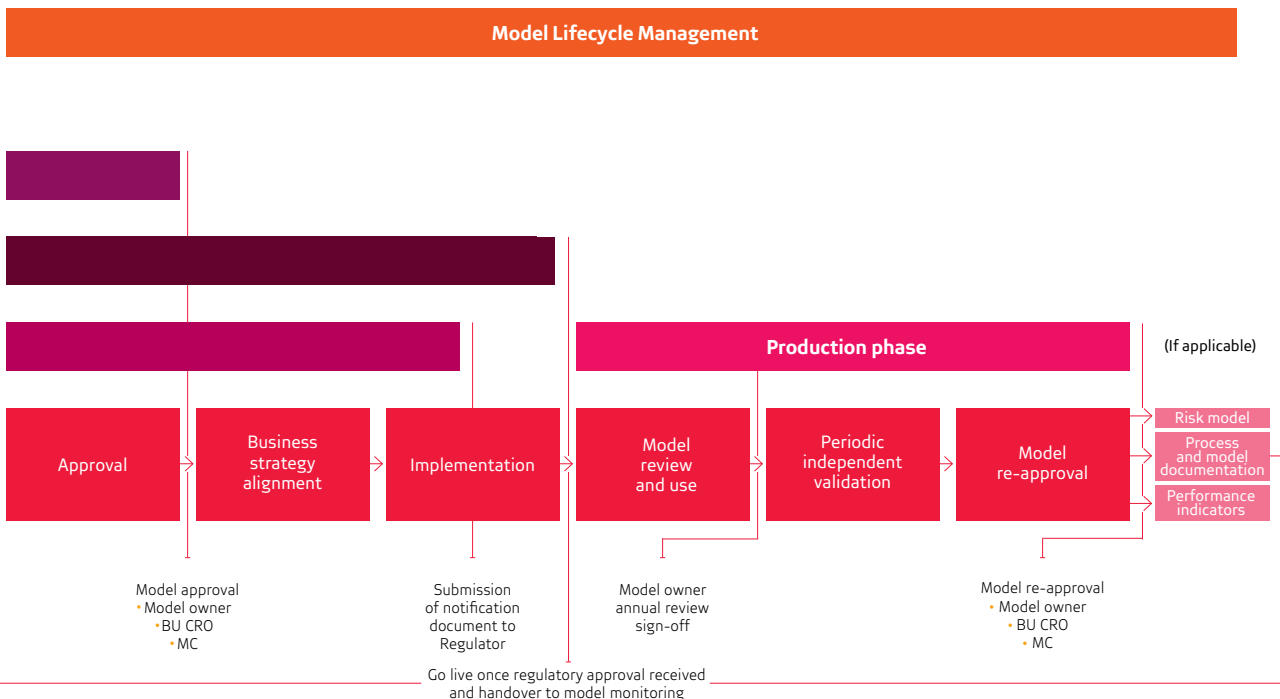 Model Lifecycle Management
Production phase
(If applicable)
Approval
Business
strategy
alignment
Implementation
Model
review
and use
Periodic
independent
validation
Model
re-approval
Risk model
Process
and model
documentation
Performance
indicators
Model approval
• Model owner
• BU CRO
• MC
Submission
of notification
document to
Regulator
Model owner
annual review
sign-off
Model re-approval
• Model owner
• BU CRO
• MC
Go live once regulatory approval received
and handover to model monitoring